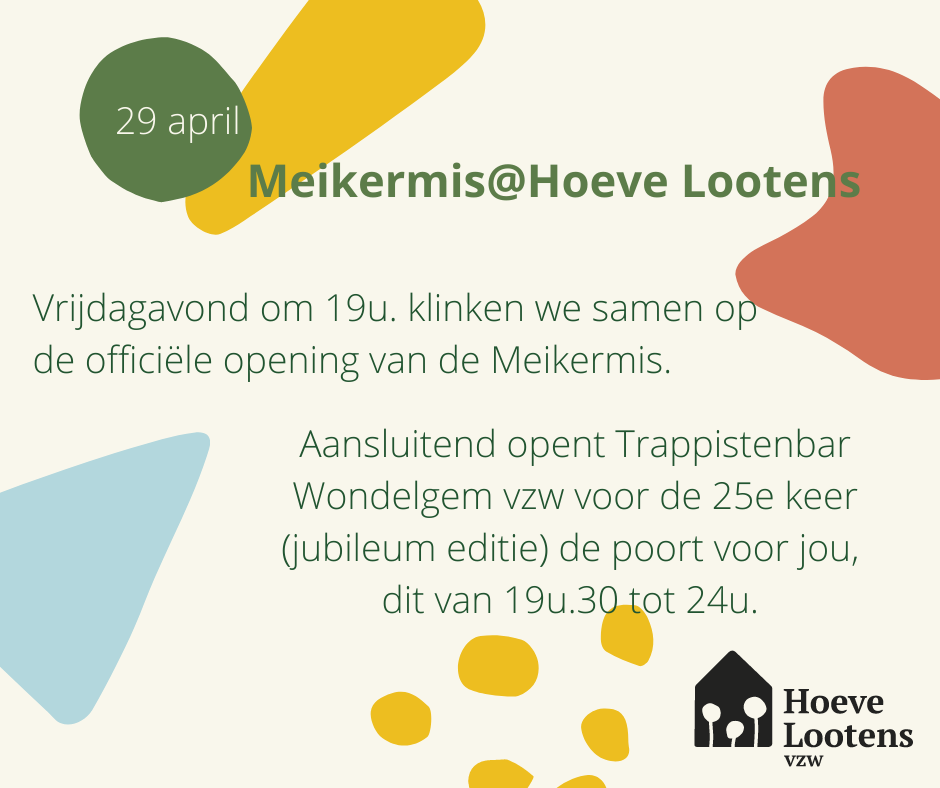 29 april
Meikermis@Hoeve Lootens
Vrijdagavond om 19u. klinken we samen op
de officiële opening van de Meikermis.
Aansluitend opent Trappistenbar
Wondelgem vzw voor de 25e keer
(jubileum editie) de poort voor jou,
dit van 19u.30 tot 24u.
Hoeve
Lootens
vzw